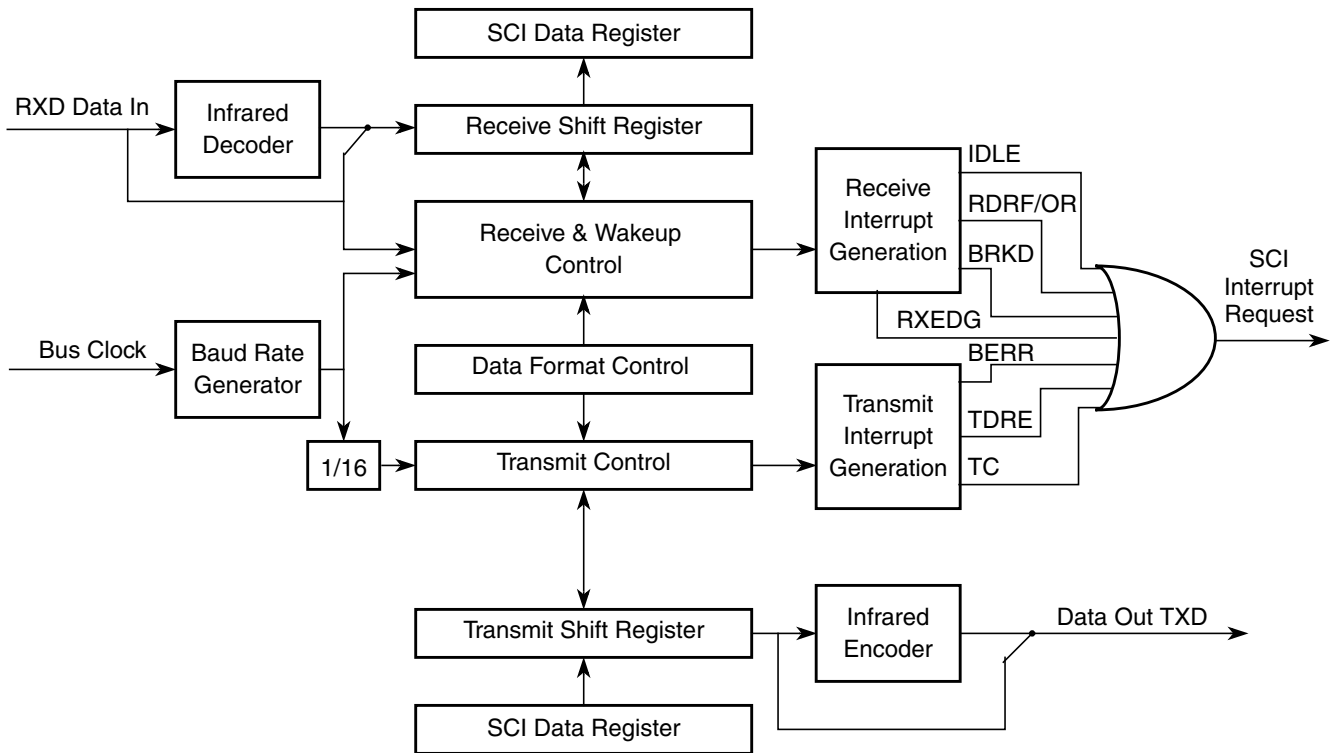 SCI Data Register
RXD Data In
Infrared
Decoder
Receive Shift Register
IDLE
Receive
Interrupt
Generation
RDRF/OR
Receive & Wakeup
Control
BRKD
SCI
Interrupt
Request
RXEDG
Bus Clock
Baud Rate
Generator
Data Format Control
BERR
Transmit
Interrupt
Generation
TDRE
1/16
Transmit Control
TC
Transmit Shift Register
Infrared
Encoder
Data Out TXD
SCI Data Register